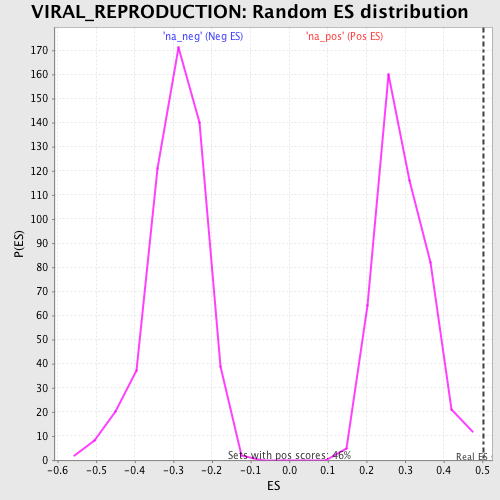 VIRAL_REPRODUCTION: Random ES distribution
'na_neg' (Neg ES) 'na_pos' (Pos ES)
170
160
150
140
130
120
110
100
90
80
70
60
50
40
30
20
10
0
P(ES)
Sets with pos scores: 46%
Real ES
-0.6 -0.5 -0.4 -0.3 -0.2 -0.1 0.0 0.1 0.2 0.3 0.4 0.5
ES